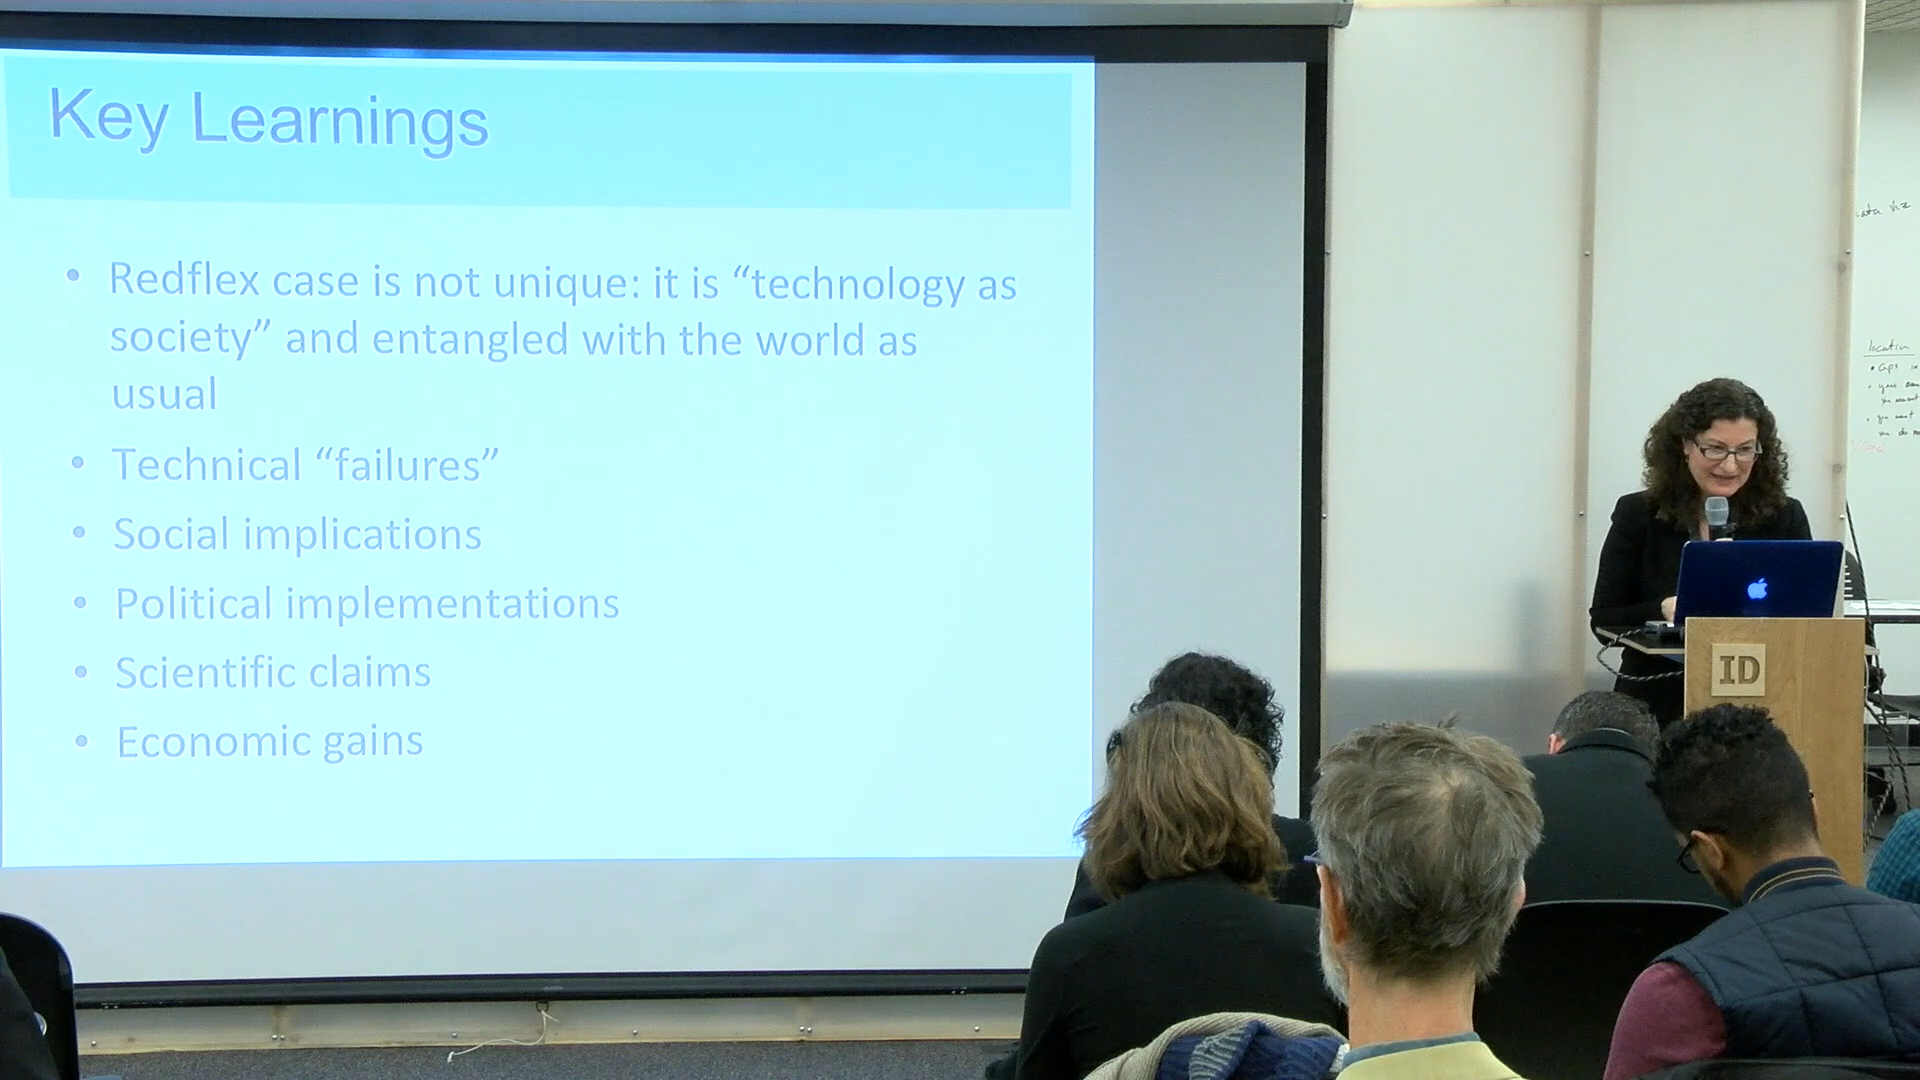 Key Learnings
• Redflex case is not unique: it is “technology as
society” and entangled with the world as
usual
• Technical “failures”
• Social implications
• Political implementations
• Scientific claims
• Economic gains
ID
location